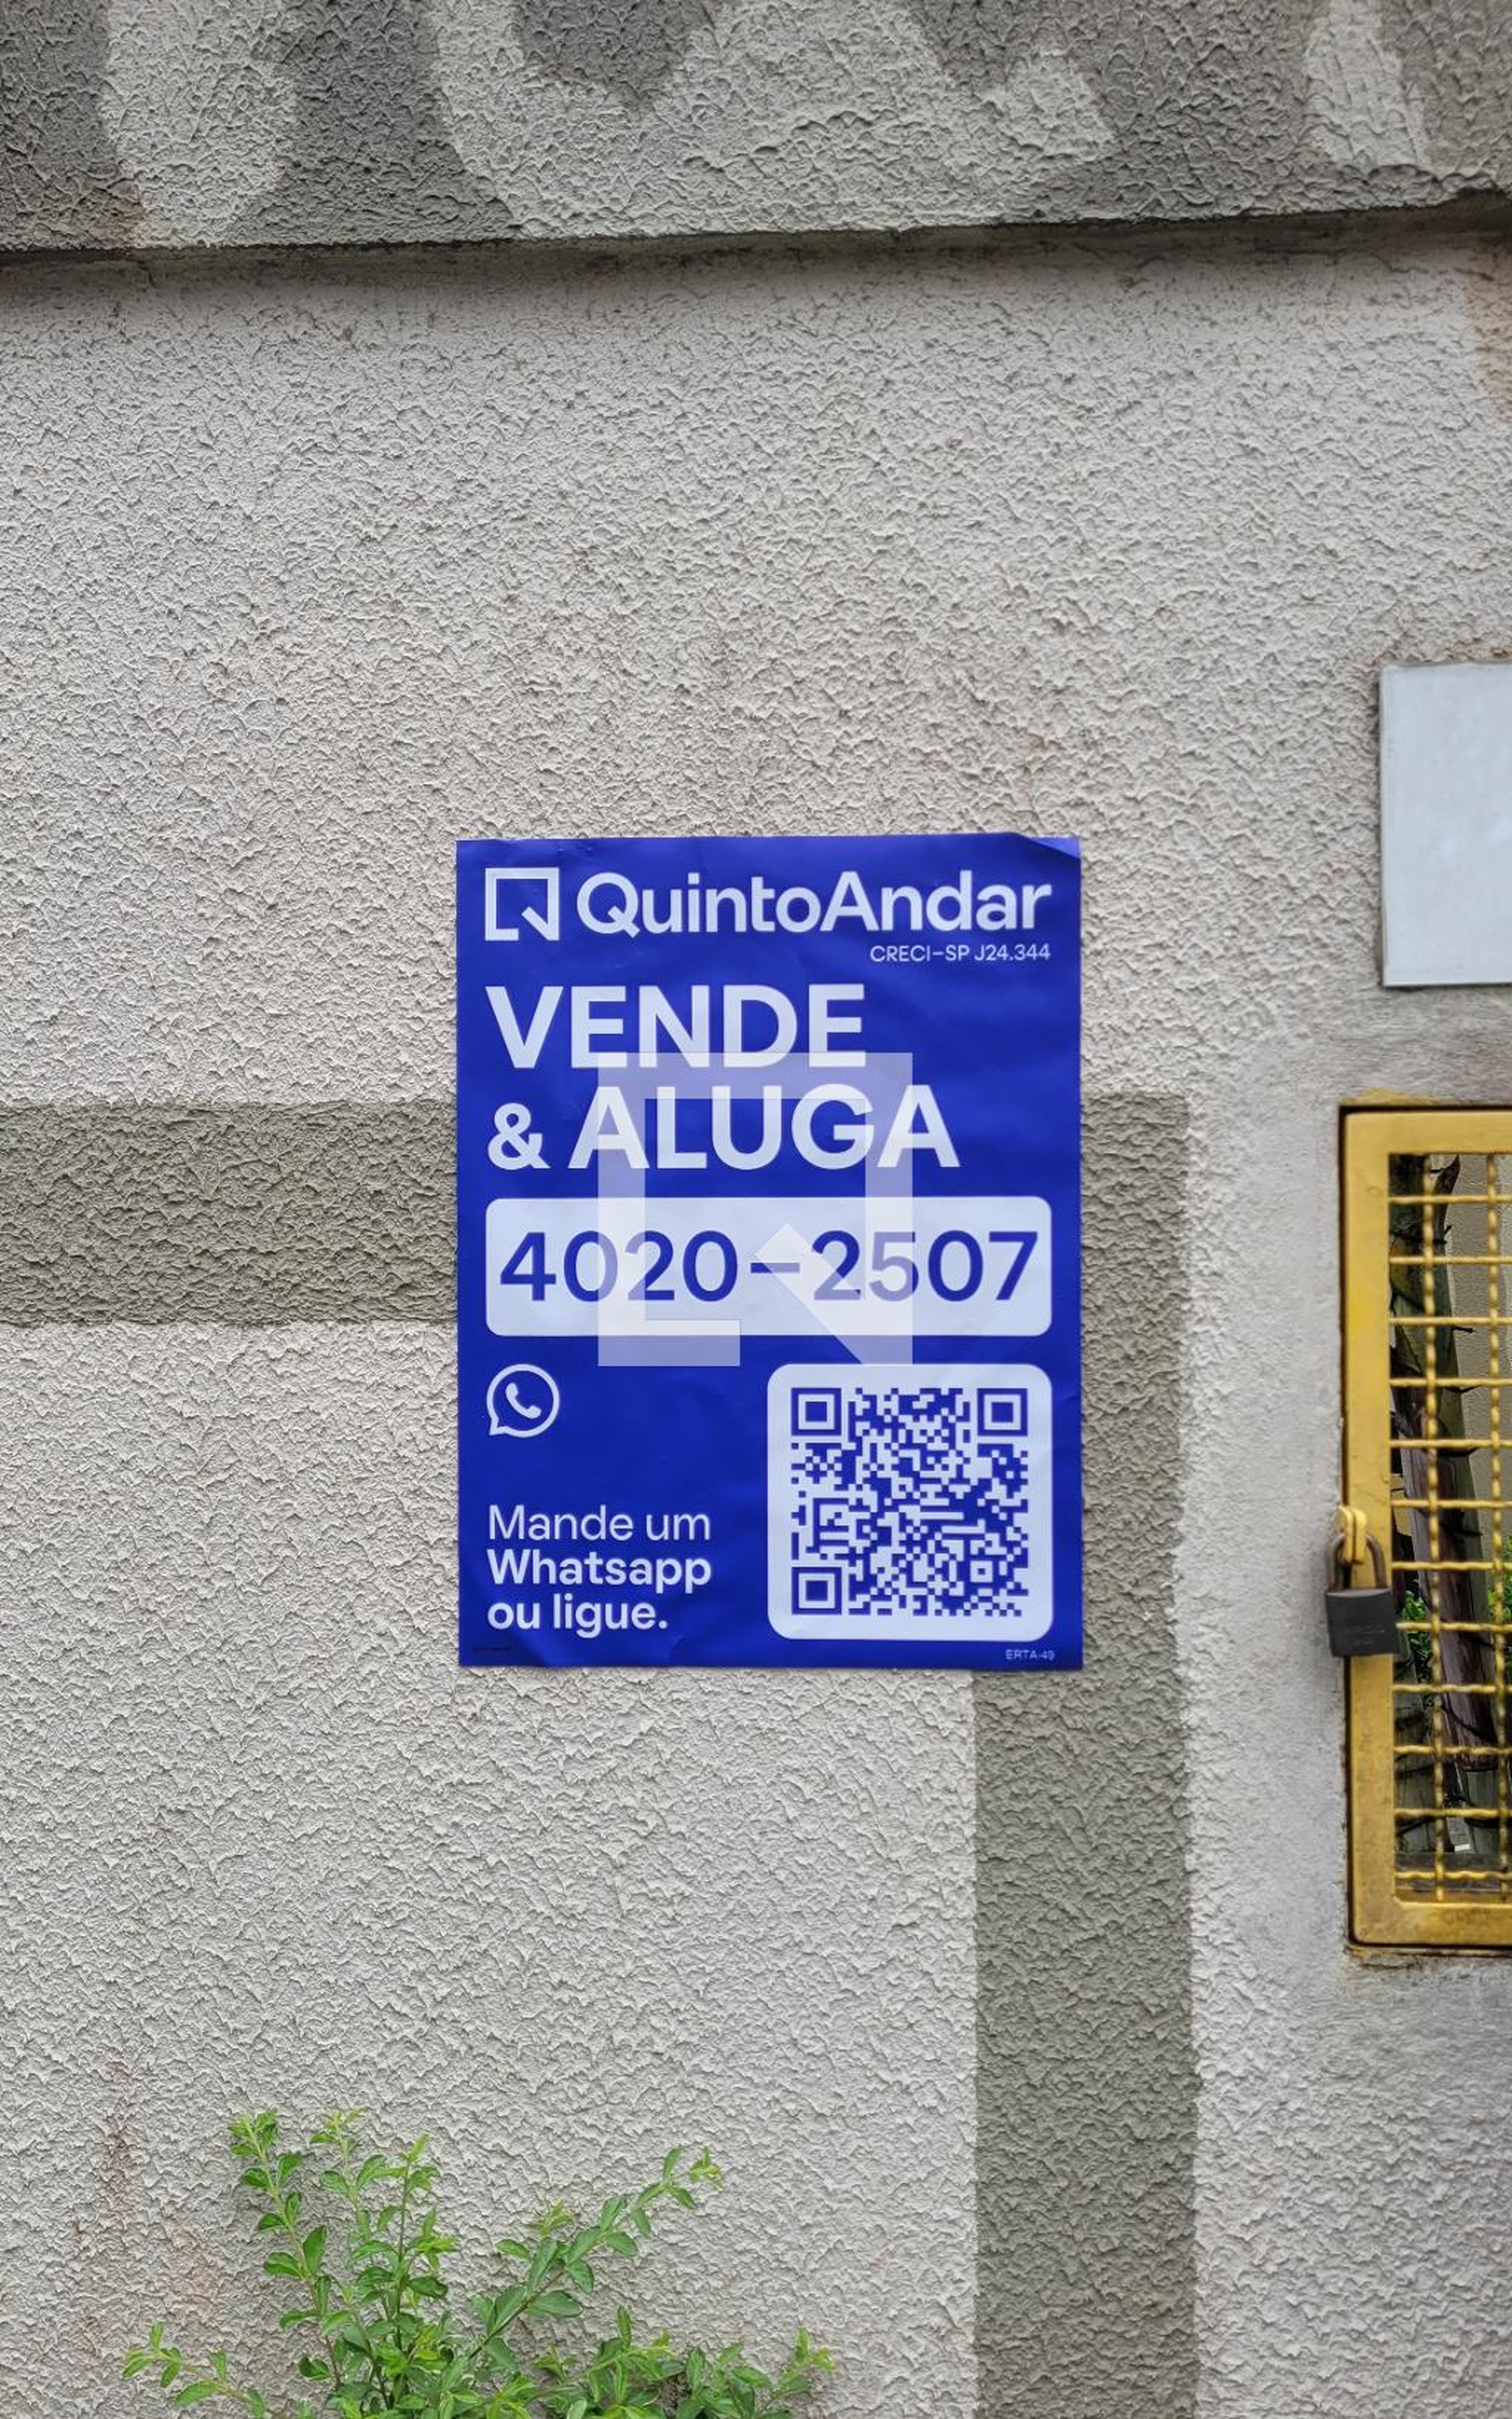 QuintoAndar
CRECI-SP J24.344
VENDE
& ALUGA
4020-2507
Mande um
Whatsapp
ou ligue.
ERTA-49